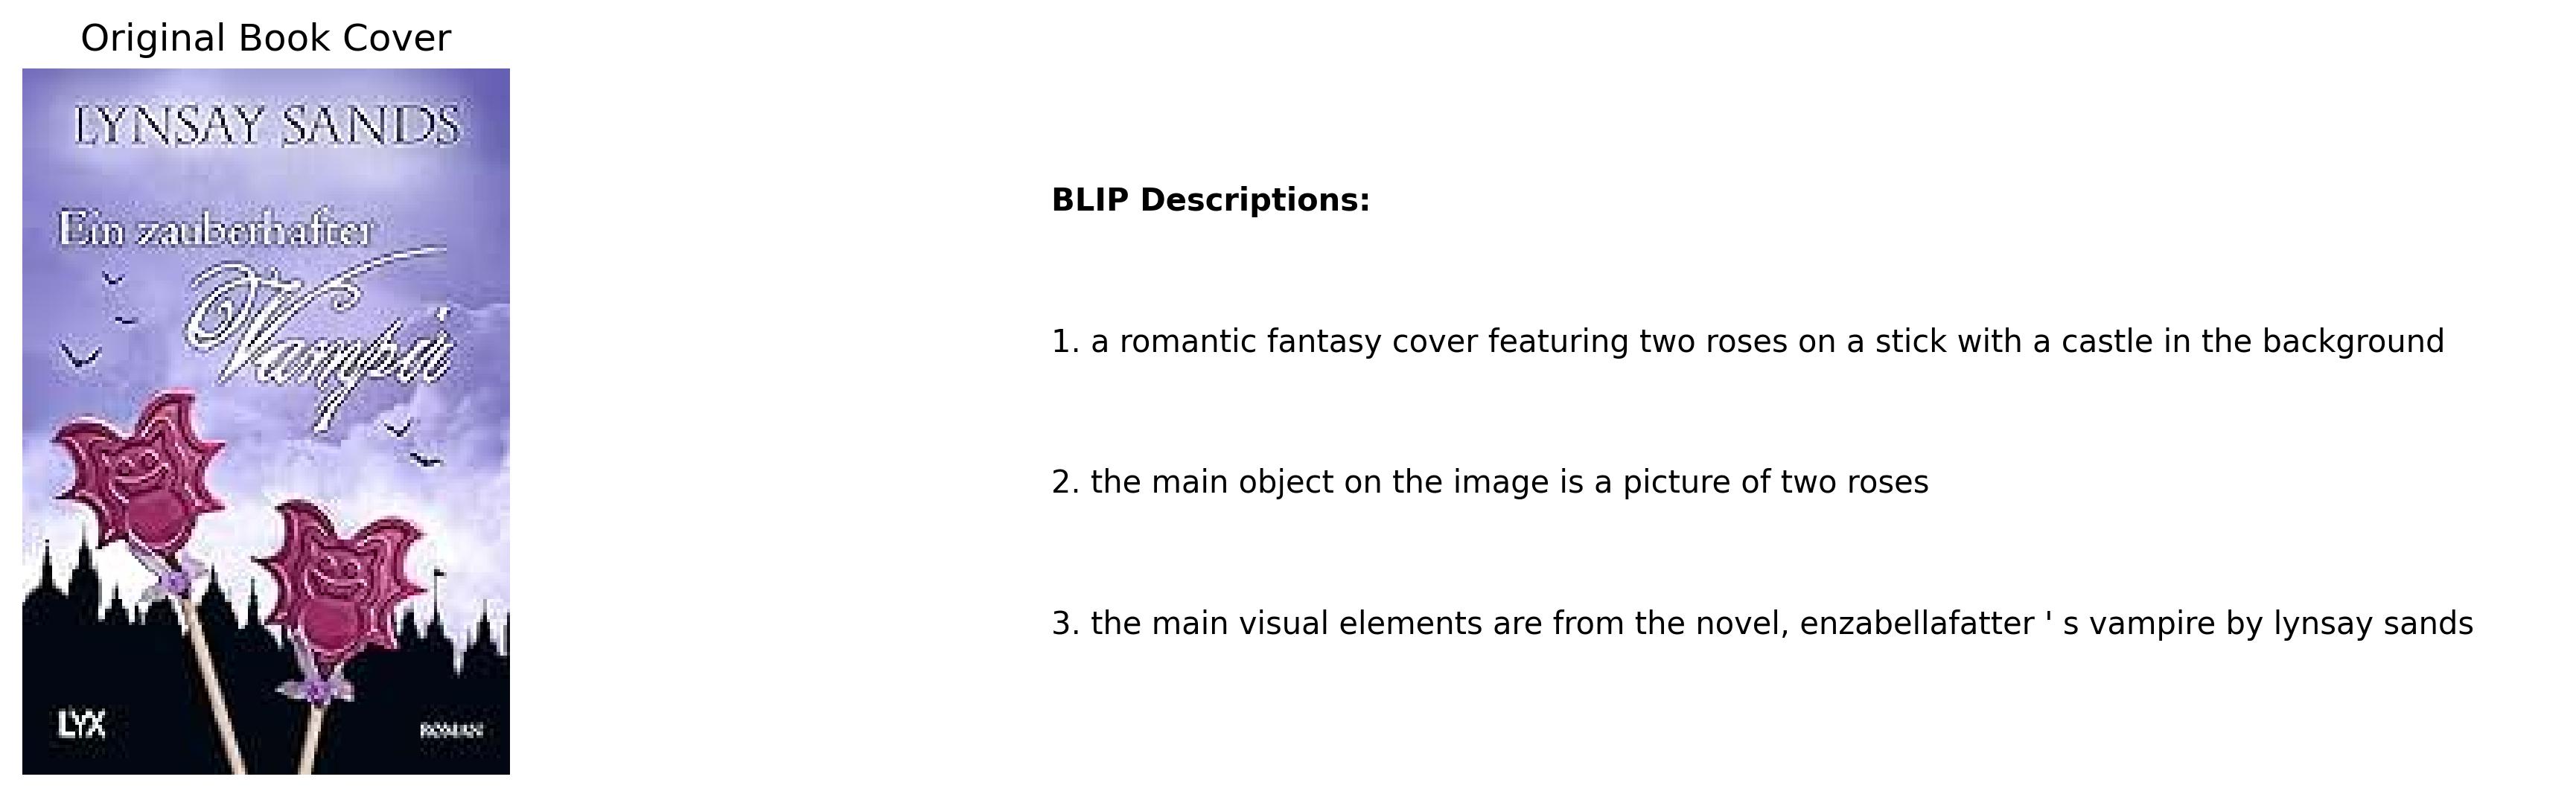 Original Book Cover
LYNSAY SANDS
Ein zauberhafter
Vampir
LYX
ROMAN
BLIP Descriptions:
1. a romantic fantasy cover featuring two roses on a stick with a castle in the background
2. the main object on the image is a picture of two roses
3. the main visual elements are from the novel, enzabellafatter ' s vampire by lynsay sands